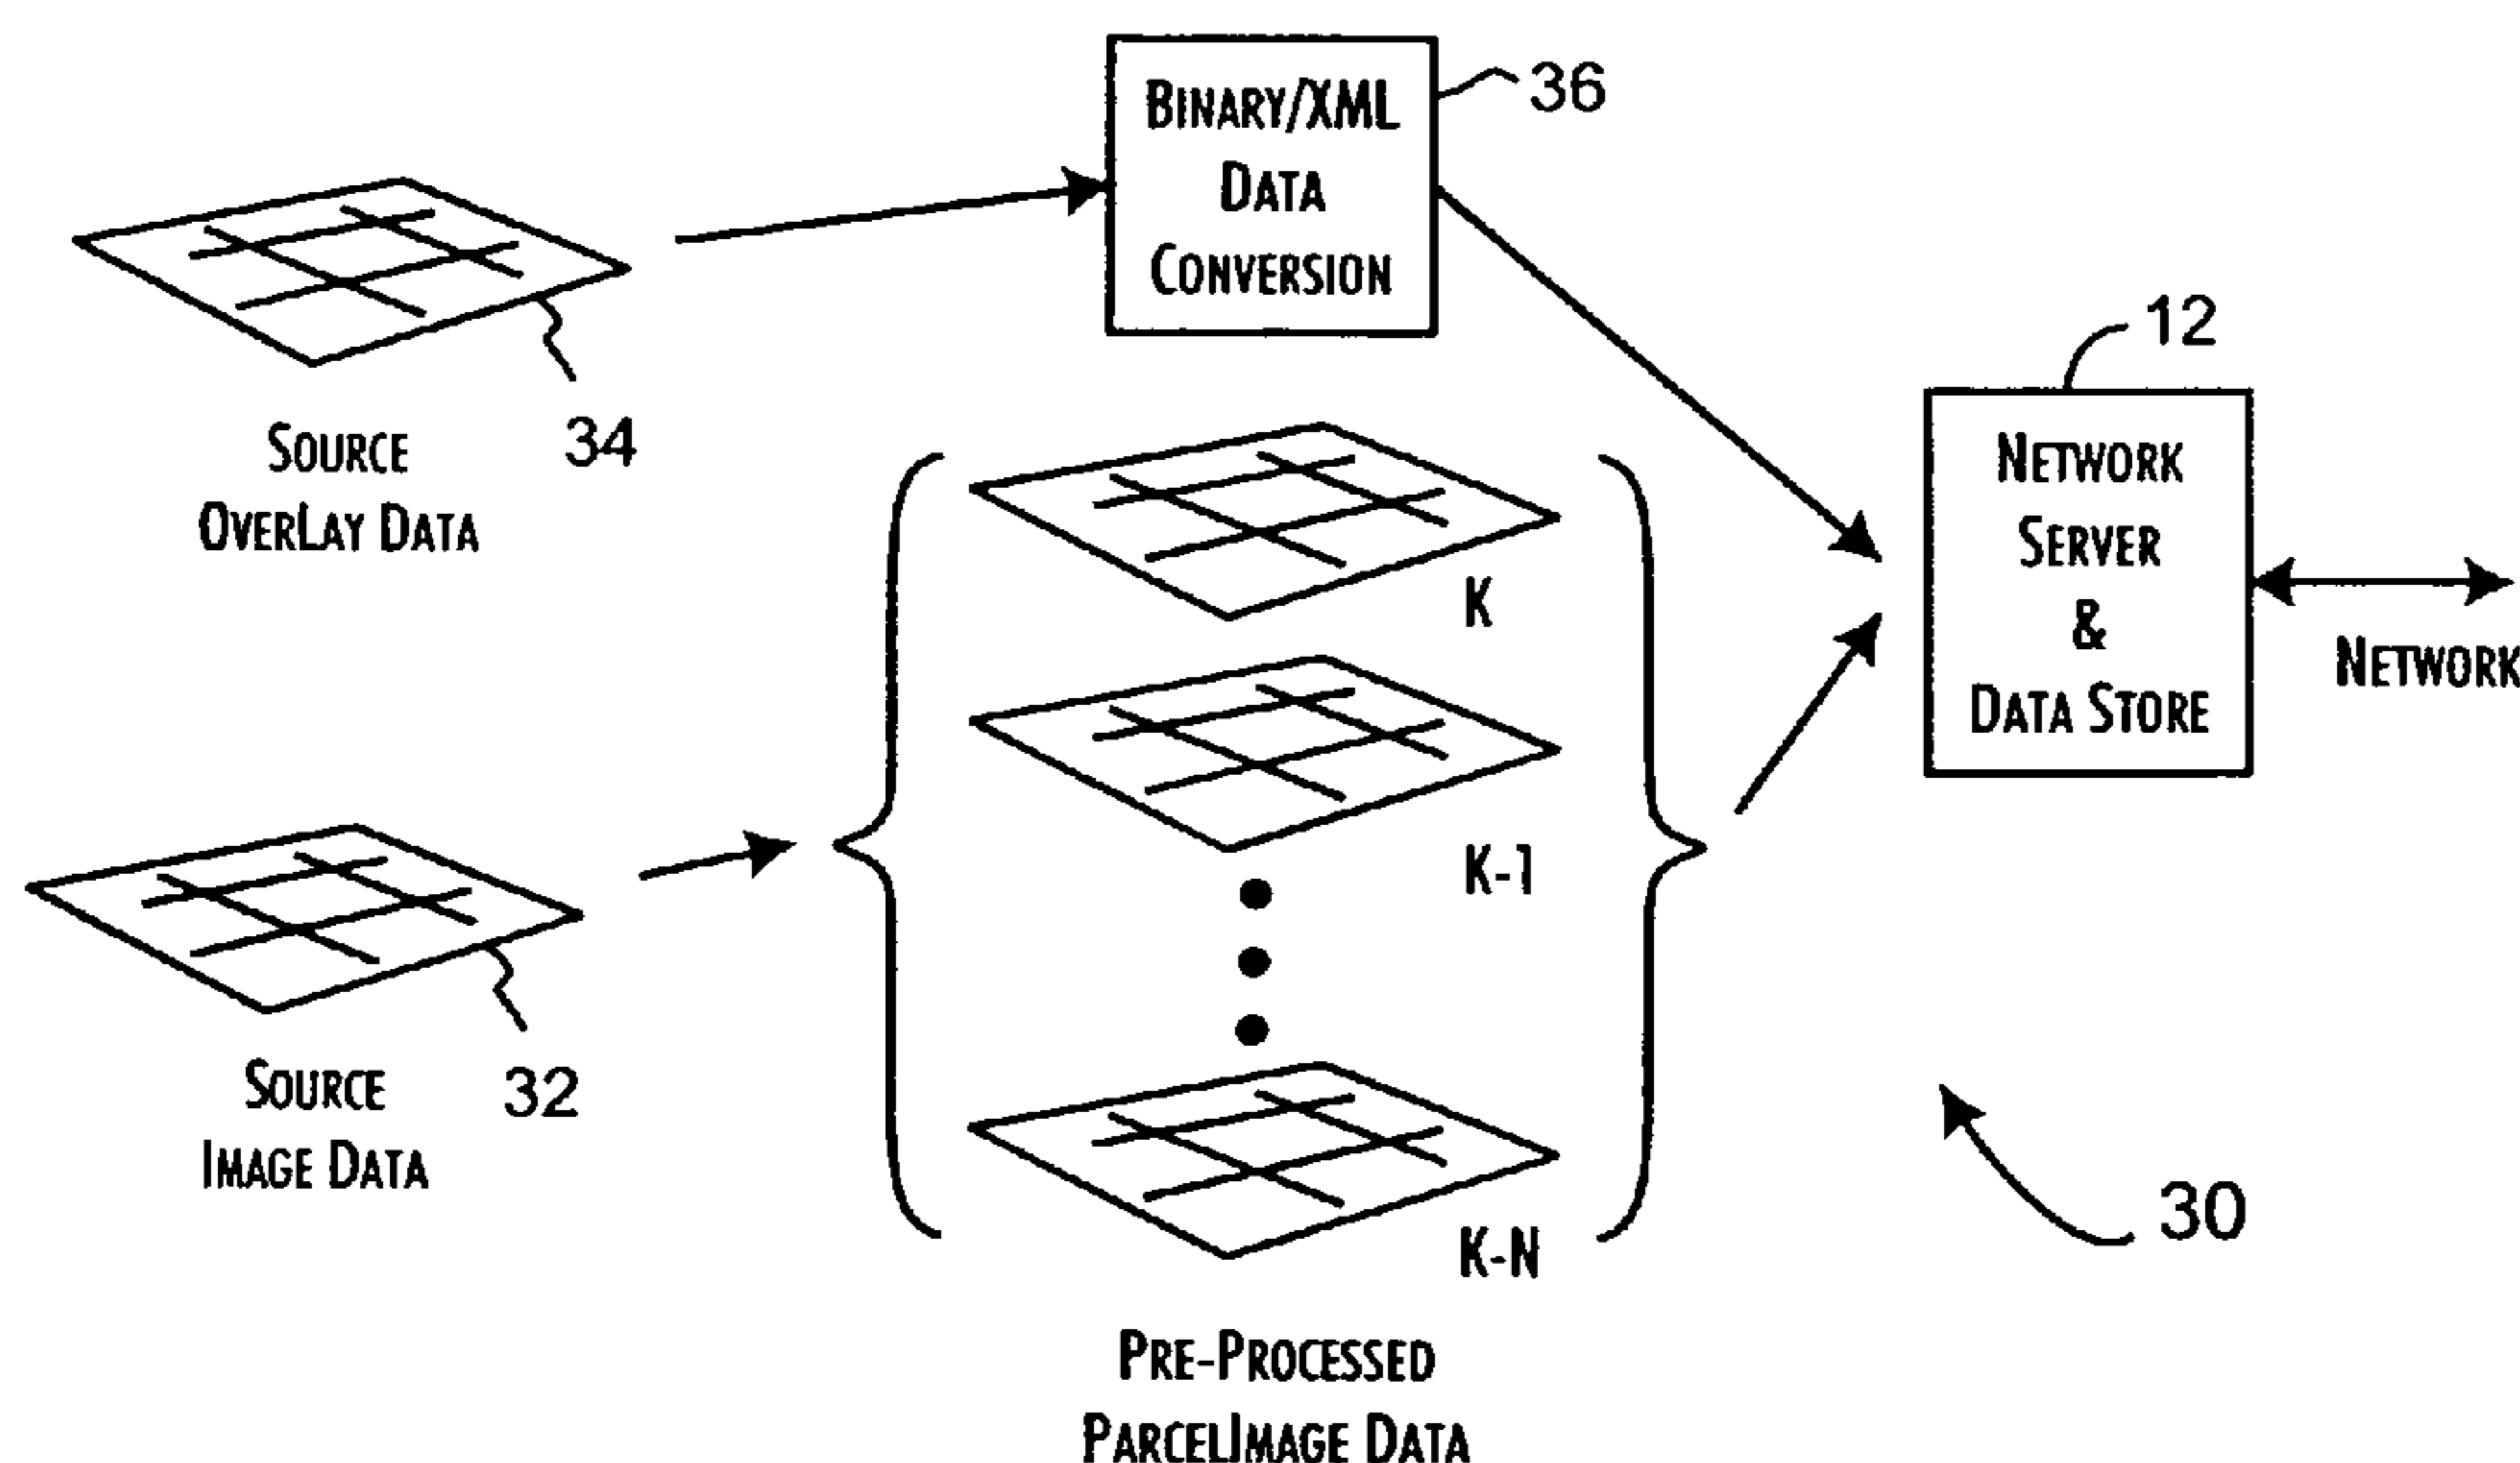 BINARY/XML
DATA
CONVERSION
36
12
SOURCE
OVERLAY DATA
34
NETWORK
SERVER
&
DATA STORE
NETWORK
K
K-1
SOURCE
IMAGE DATA
32
K-N
30
PRE-PROCESSED
PARCELIMAGE DATA